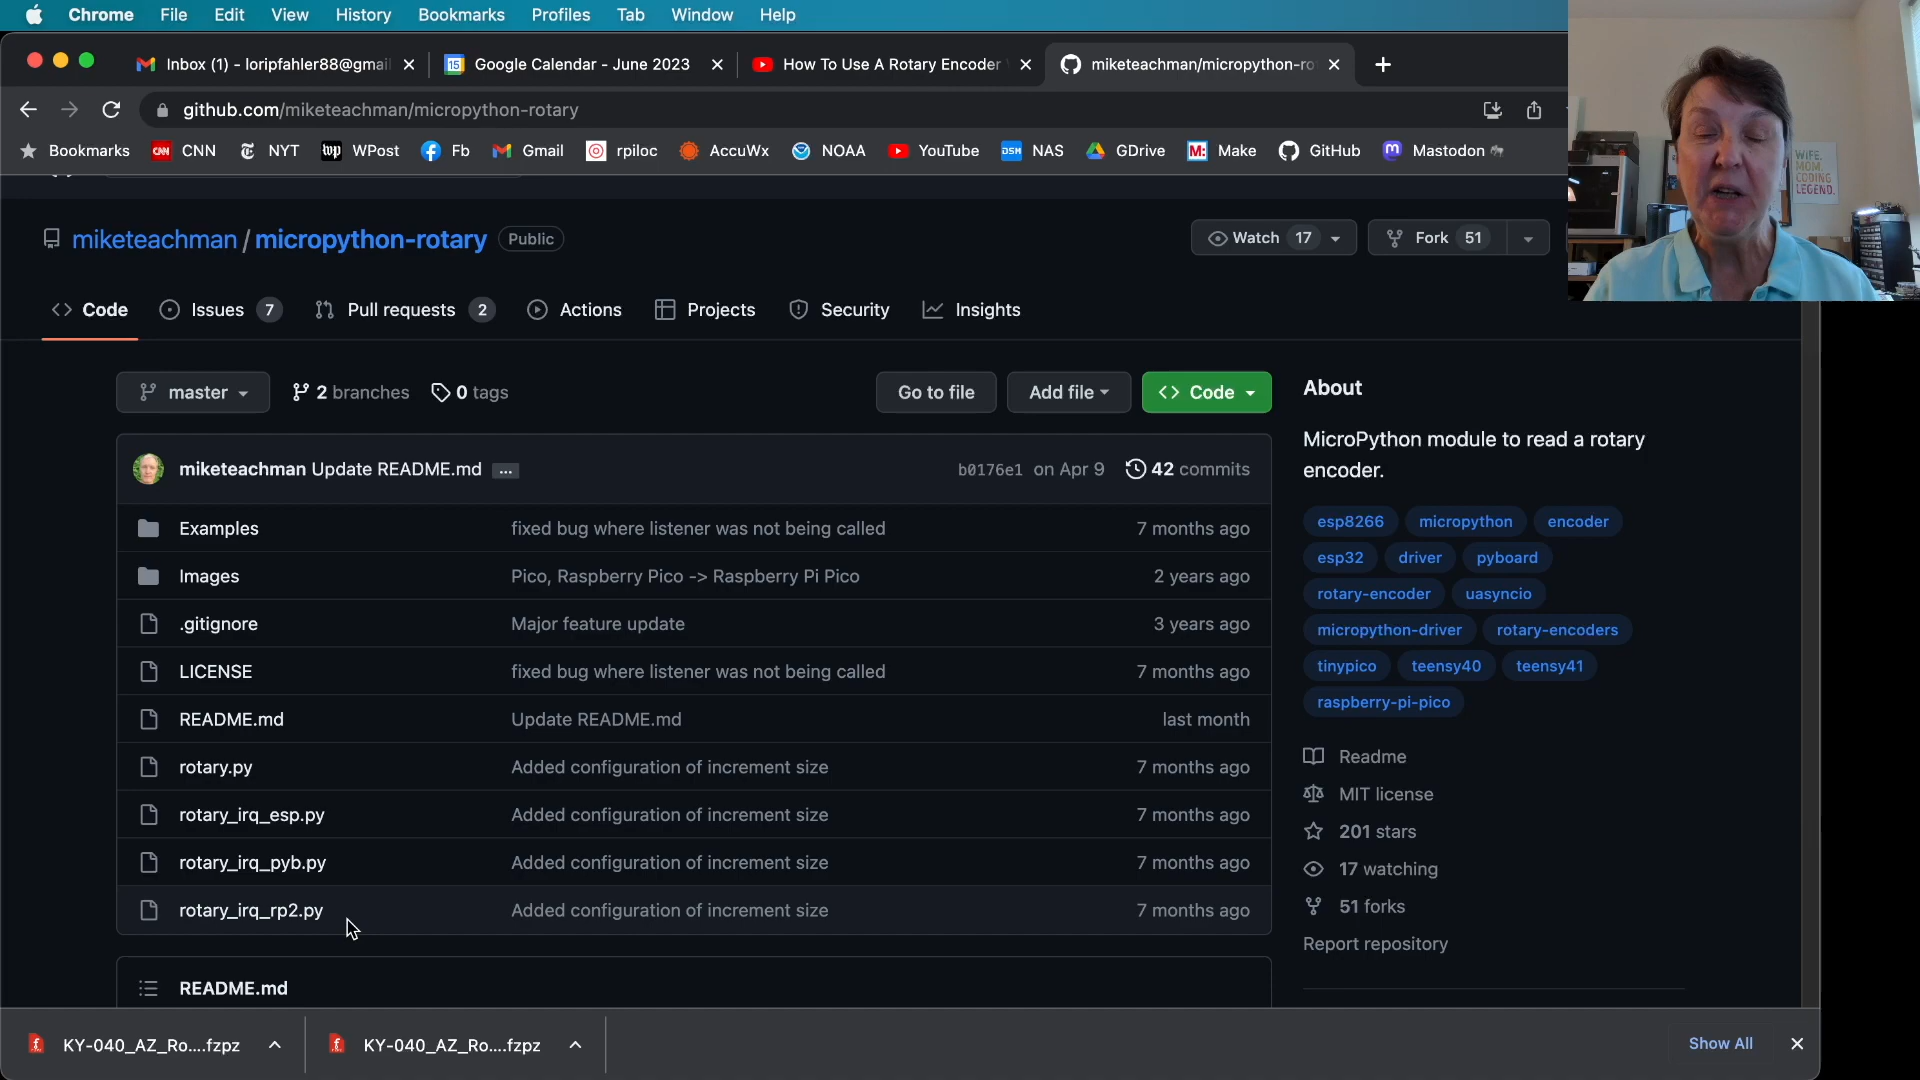 Chrome File Edit View History Bookmarks Profiles Tab Window Help
Inbox (1) - loripfahler88@gmail
15 Google Calendar - June 2023
How To Use A Rotary Encoder
miketeachman/micropython-ro
github.com/miketeachman/micropython-rotary
Bookmarks CNN CNN NYT wp WPost Fb Gmail rpiloc AccuWx NOAA YouTube DSM NAS GDrive M: Make GitHub Mastodon
WIFE.
MOM.
CODING
LEGEND.
miketeachman / micropython-rotary Public
Watch 17 Fork 51
<> Code Issues 7 Pull requests 2 Actions Projects Security Insights
master 2 branches 0 tags Go to file Add file <> Code
miketeachman Update README.md ... b0176e1 on Apr 9 42 commits
Examples fixed bug where listener was not being called 7 months ago
Images Pico, Raspberry Pico -> Raspberry Pi Pico 2 years ago
.gitignore Major feature update 3 years ago
LICENSE fixed bug where listener was not being called 7 months ago
README.md Update README.md last month
rotary.py Added configuration of increment size 7 months ago
rotary_irq_esp.py Added configuration of increment size 7 months ago
rotary_irq_pyb.py Added configuration of increment size 7 months ago
rotary_irq_rp2.py Added configuration of increment size 7 months ago
README.md
About
MicroPython module to read a rotary
encoder.
esp8266 micropython encoder
esp32 driver pyboard
rotary-encoder uasyncio
micropython-driver rotary-encoders
tinypico teensy40 teensy41
raspberry-pi-pico
Readme
MIT license
201 stars
17 watching
51 forks
Report repository
KY-040_AZ_Ro....fzpz KY-040_AZ_Ro....fzpz Show All